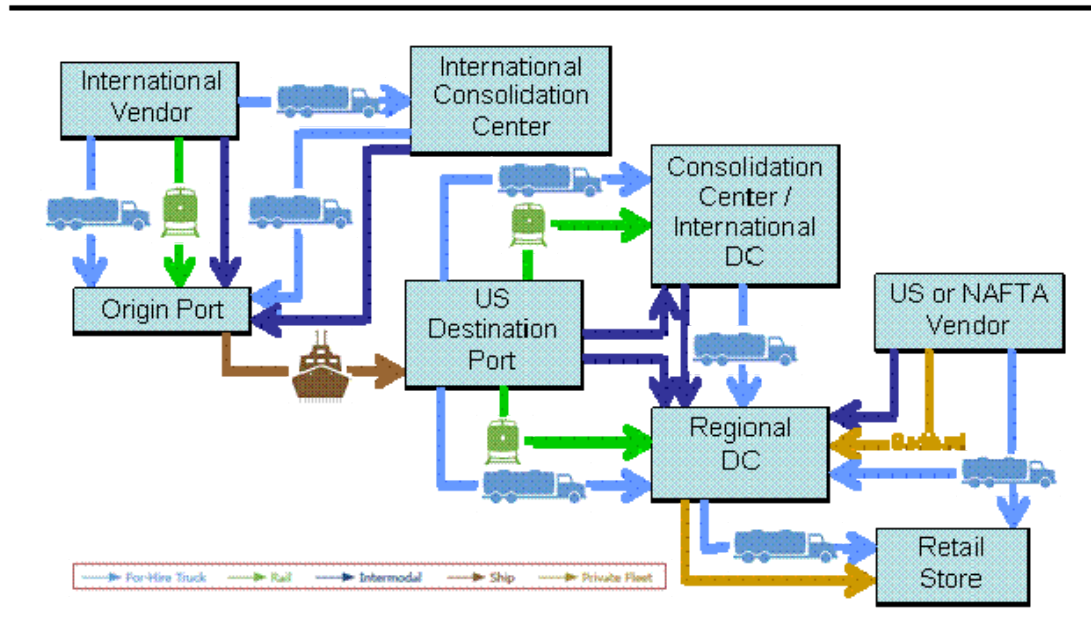 International
Vendor
International
Consolidation
Center
Consolidation
Center /
International
DC
Origin Port
US
Destination
Port
US or NAFTA
Vendor
Regional
DC
Retail
Store
For-Hire Truck
Rail
Intermodal
Ship
Private Fleet